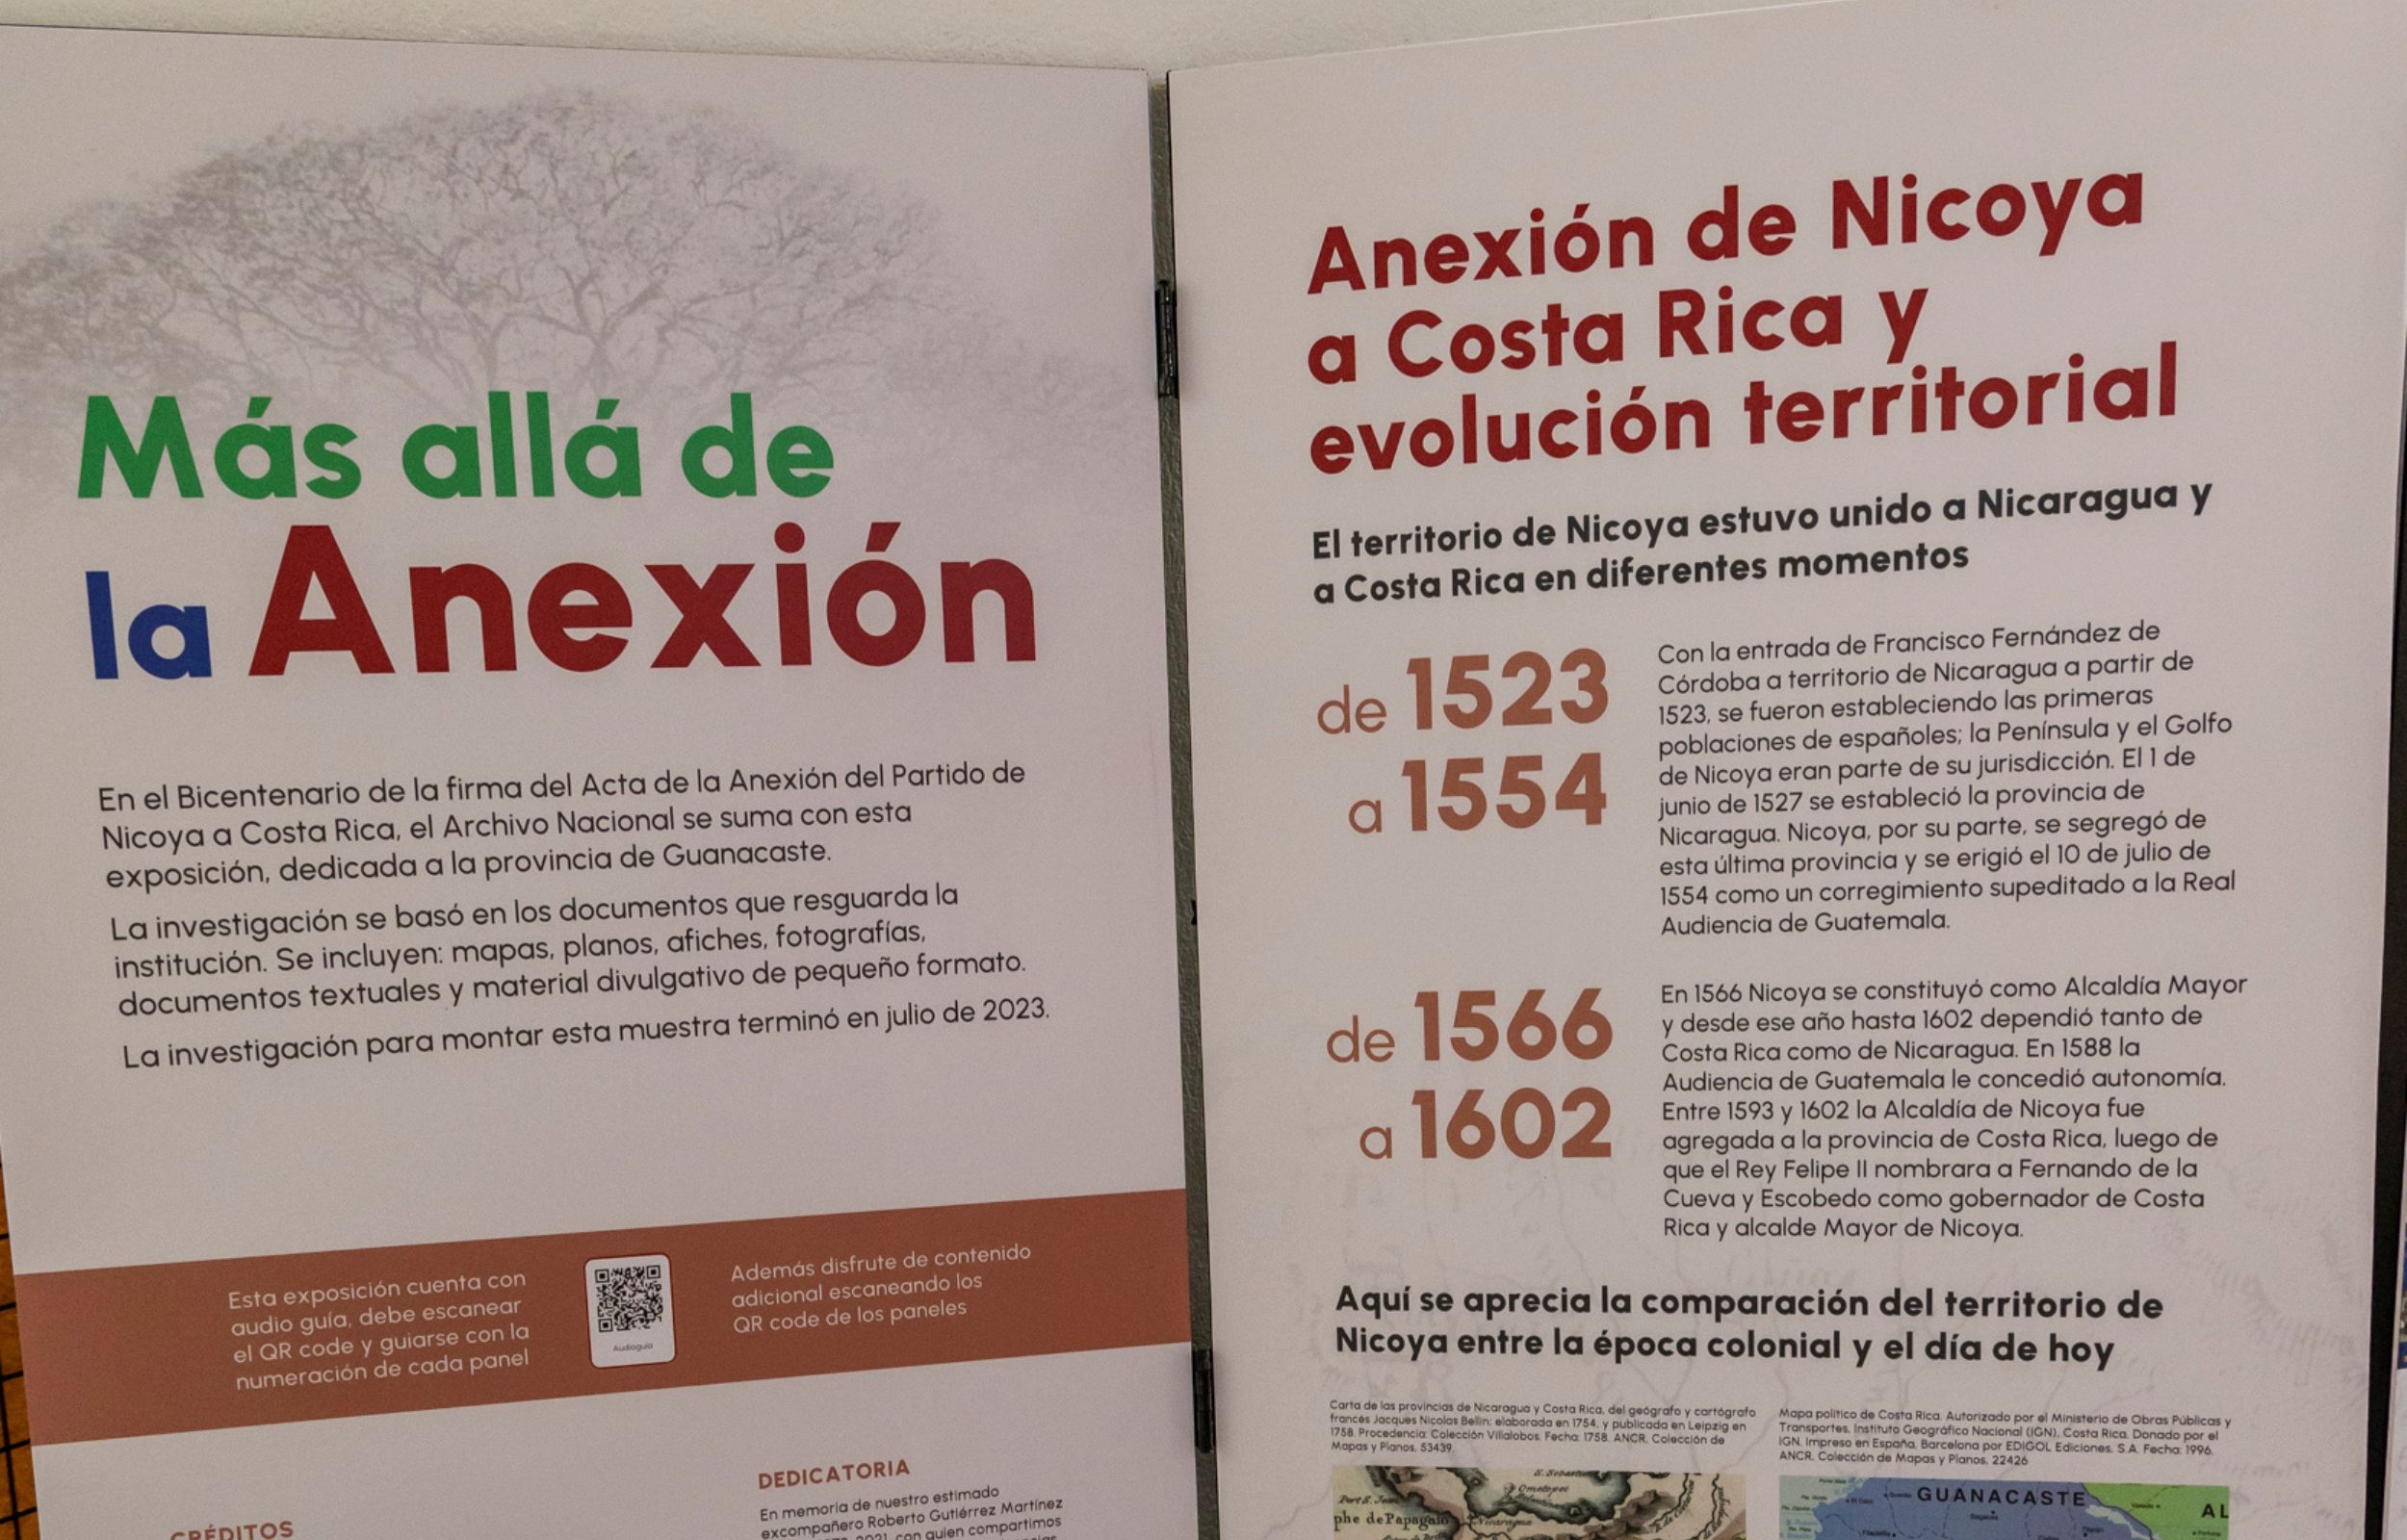 Más allá de
la Anexión
En el Bicentenario de la firma del Acta de la Anexión del Partido de
Nicoya a Costa Rica, el Archivo Nacional se suma con esta
exposición, dedicada a la provincia de Guanacaste.
La investigación se basó en los documentos que resguarda la
institución. Se incluyen: mapas, planos, afiches, fotografías,
documentos textuales y material divulgativo de pequeño formato.
La investigación para montar esta muestra terminó en julio de 2023.
Esta exposición cuenta con
audio guía, debe escanear
el QR code y guiarse con la
numeración de cada panel
Audioguía
Además disfrute de contenido
adicional escaneando los
QR code de los paneles
CRÉDITOS
DEDICATORIA
En memoria de nuestro estimado
excompañero Roberto Gutiérrez Martínez
2021, con quien compartimos
Anexión de Nicoya
a Costa Rica y
evolución territorial
El territorio de Nicoya estuvo unido a Nicaragua y
a Costa Rica en diferentes momentos
de 1523
a 1554
Con la entrada de Francisco Fernández de
Córdoba a territorio de Nicaragua a partir de
1523, se fueron estableciendo las primeras
poblaciones de españoles; la Península y el Golfo
de Nicoya eran parte de su jurisdicción. El 1 de
junio de 1527 se estableció la provincia de
Nicaragua. Nicoya, por su parte, se segregó de
esta última provincia y se erigió el 10 de julio de
1554 como un corregimiento supeditado a la Real
Audiencia de Guatemala.
de 1566
a 1602
En 1566 Nicoya se constituyó como Alcaldía Mayor
y desde ese año hasta 1602 dependió tanto de
Costa Rica como de Nicaragua. En 1588 la
Audiencia de Guatemala le concedió autonomía.
Entre 1593 y 1602 la Alcaldía de Nicoya fue
agregada a la provincia de Costa Rica, luego de
que el Rey Felipe II nombrara a Fernando de la
Cueva y Escobedo como gobernador de Costa
Rica y alcalde Mayor de Nicoya.
Aquí se aprecia la comparación del territorio de
Nicoya entre la época colonial y el día de hoy
Carta de las provincias de Nicaragua y Costa Rica, del geógrafo y cartógrafo
francés Jacques Nicolas Bellin; elaborada en 1754, y publicada en Leipzig en
1758. Procedencia: Colección Villalobos. Fecha: 1758. ANCR, Colección de
Mapas y Planos, 53439.
Mapa político de Costa Rica. Autorizado por el Ministerio de Obras Públicas y
Transportes, Instituto Geográfico Nacional (IGN), Costa Rica. Donado por el
IGN. Impreso en España, Barcelona por EDIGOL Ediciones, S.A. Fecha: 1996.
ANCR, Colección de Mapas y Planos, 22426
S. Sebastian
Ometepec
Port S. Juan
phe de Papagaio
Nicaragua
GUANACASTE
AL